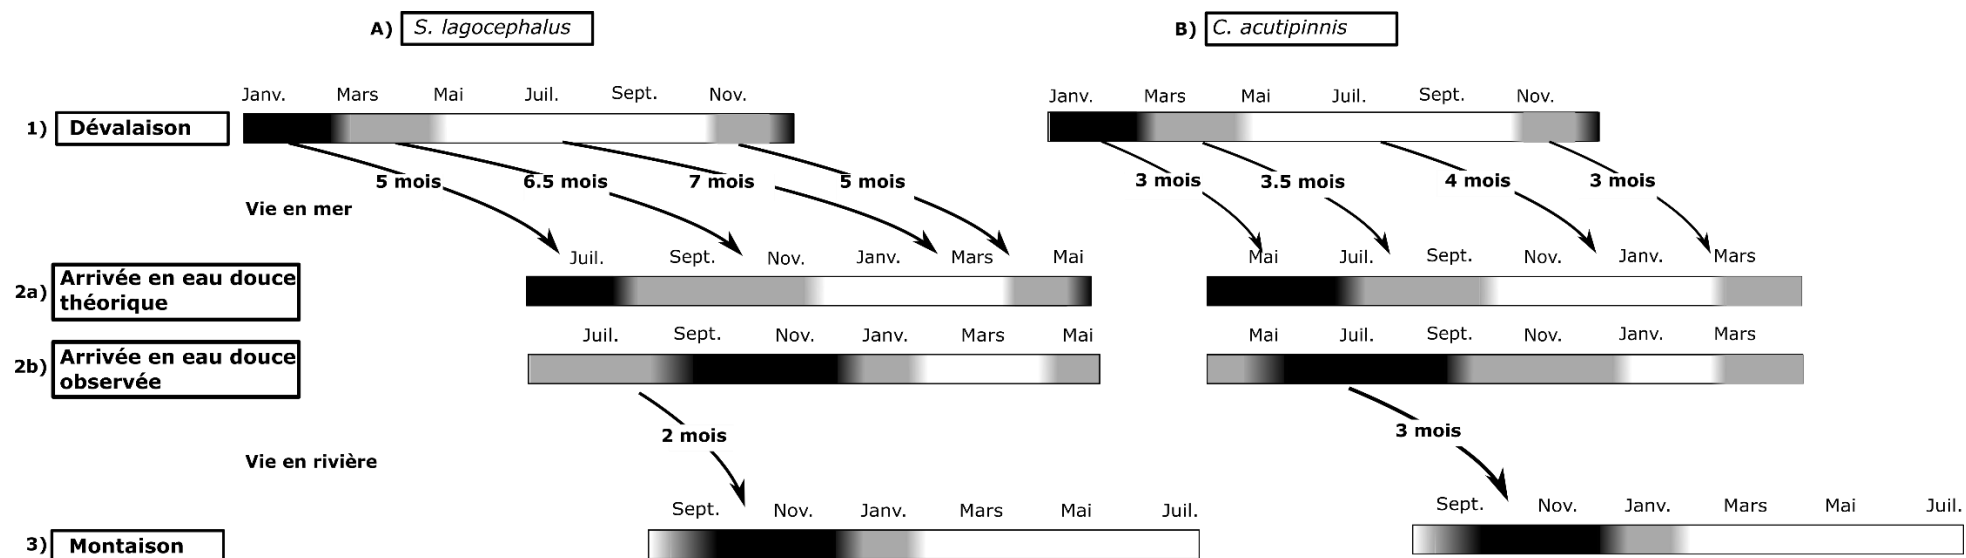 A) S. lagocephalus
B) C. acutipinnis
Janv. Mars Mai Juil. Sept. Nov.
Janv. Mars Mai Juil. Sept. Nov.
1) Dévalaison
5 mois 6.5 mois 7 mois 5 mois
3 mois 3.5 mois 4 mois 3 mois
Vie en mer
Juil. Sept. Nov. Janv. Mars Mai
Mai Juil. Sept. Nov. Janv. Mars
2a) Arrivée en eau douce
théorique
Juil. Sept. Nov. Janv. Mars Mai
Mai Juil. Sept. Nov. Janv. Mars
2b) Arrivée en eau douce
observée
2 mois
3 mois
Vie en rivière
Sept. Nov. Janv. Mars Mai Juil.
Sept. Nov. Janv. Mars Mai Juil.
3) Montaison